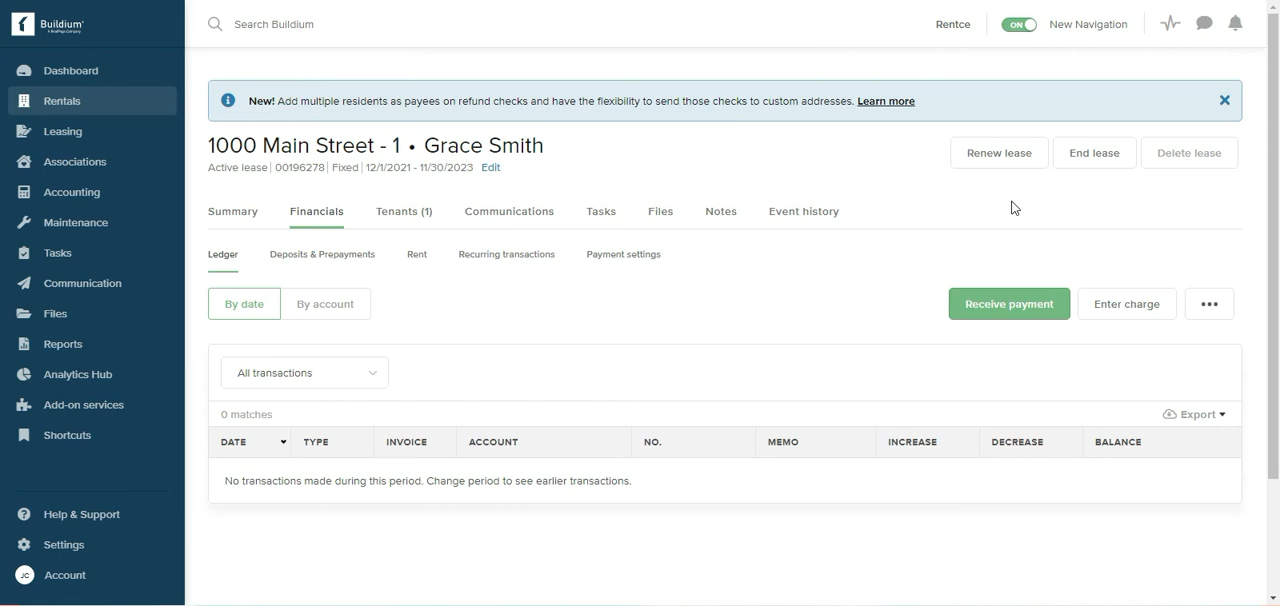 Buildium®
A RealPage Company
Search Buildium
Rentce
ON
New Navigation
Dashboard
Rentals
Leasing
Associations
Accounting
Maintenance
Tasks
Communication
Files
Reports
Analytics Hub
Add-on services
Shortcuts
Help & Support
Settings
JC Account
New! Add multiple residents as payees on refund checks and have the flexibility to send those checks to custom addresses. Learn more
1000 Main Street - 1 • Grace Smith
Active lease | 00196278 | Fixed | 12/1/2021 - 11/30/2023 Edit
Renew lease End lease Delete lease
Summary Financials Tenants (1) Communications Tasks Files Notes Event history
Ledger Deposits & Prepayments Rent Recurring transactions Payment settings
By date By account
Receive payment Enter charge •••
All transactions
0 matches
Export
DATE TYPE INVOICE ACCOUNT NO. MEMO INCREASE DECREASE BALANCE
No transactions made during this period. Change period to see earlier transactions.